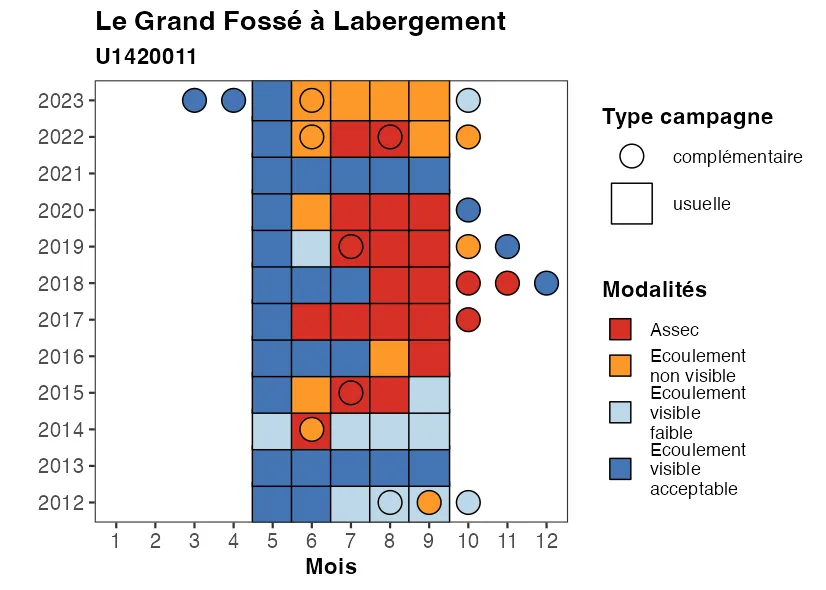 Le Grand Fossé à Labergement
U1420011
2023
2022
2021
2020
2019
2018
2017
2016
2015
2014
2013
2012
1 2 3 4 5 6 7 8 9 10 11 12
Mois
Type campagne
complémentaire
usuelle
Modalités
Assec
Ecoulement
non visible
Ecoulement
visible
faible
Ecoulement
visible
acceptable